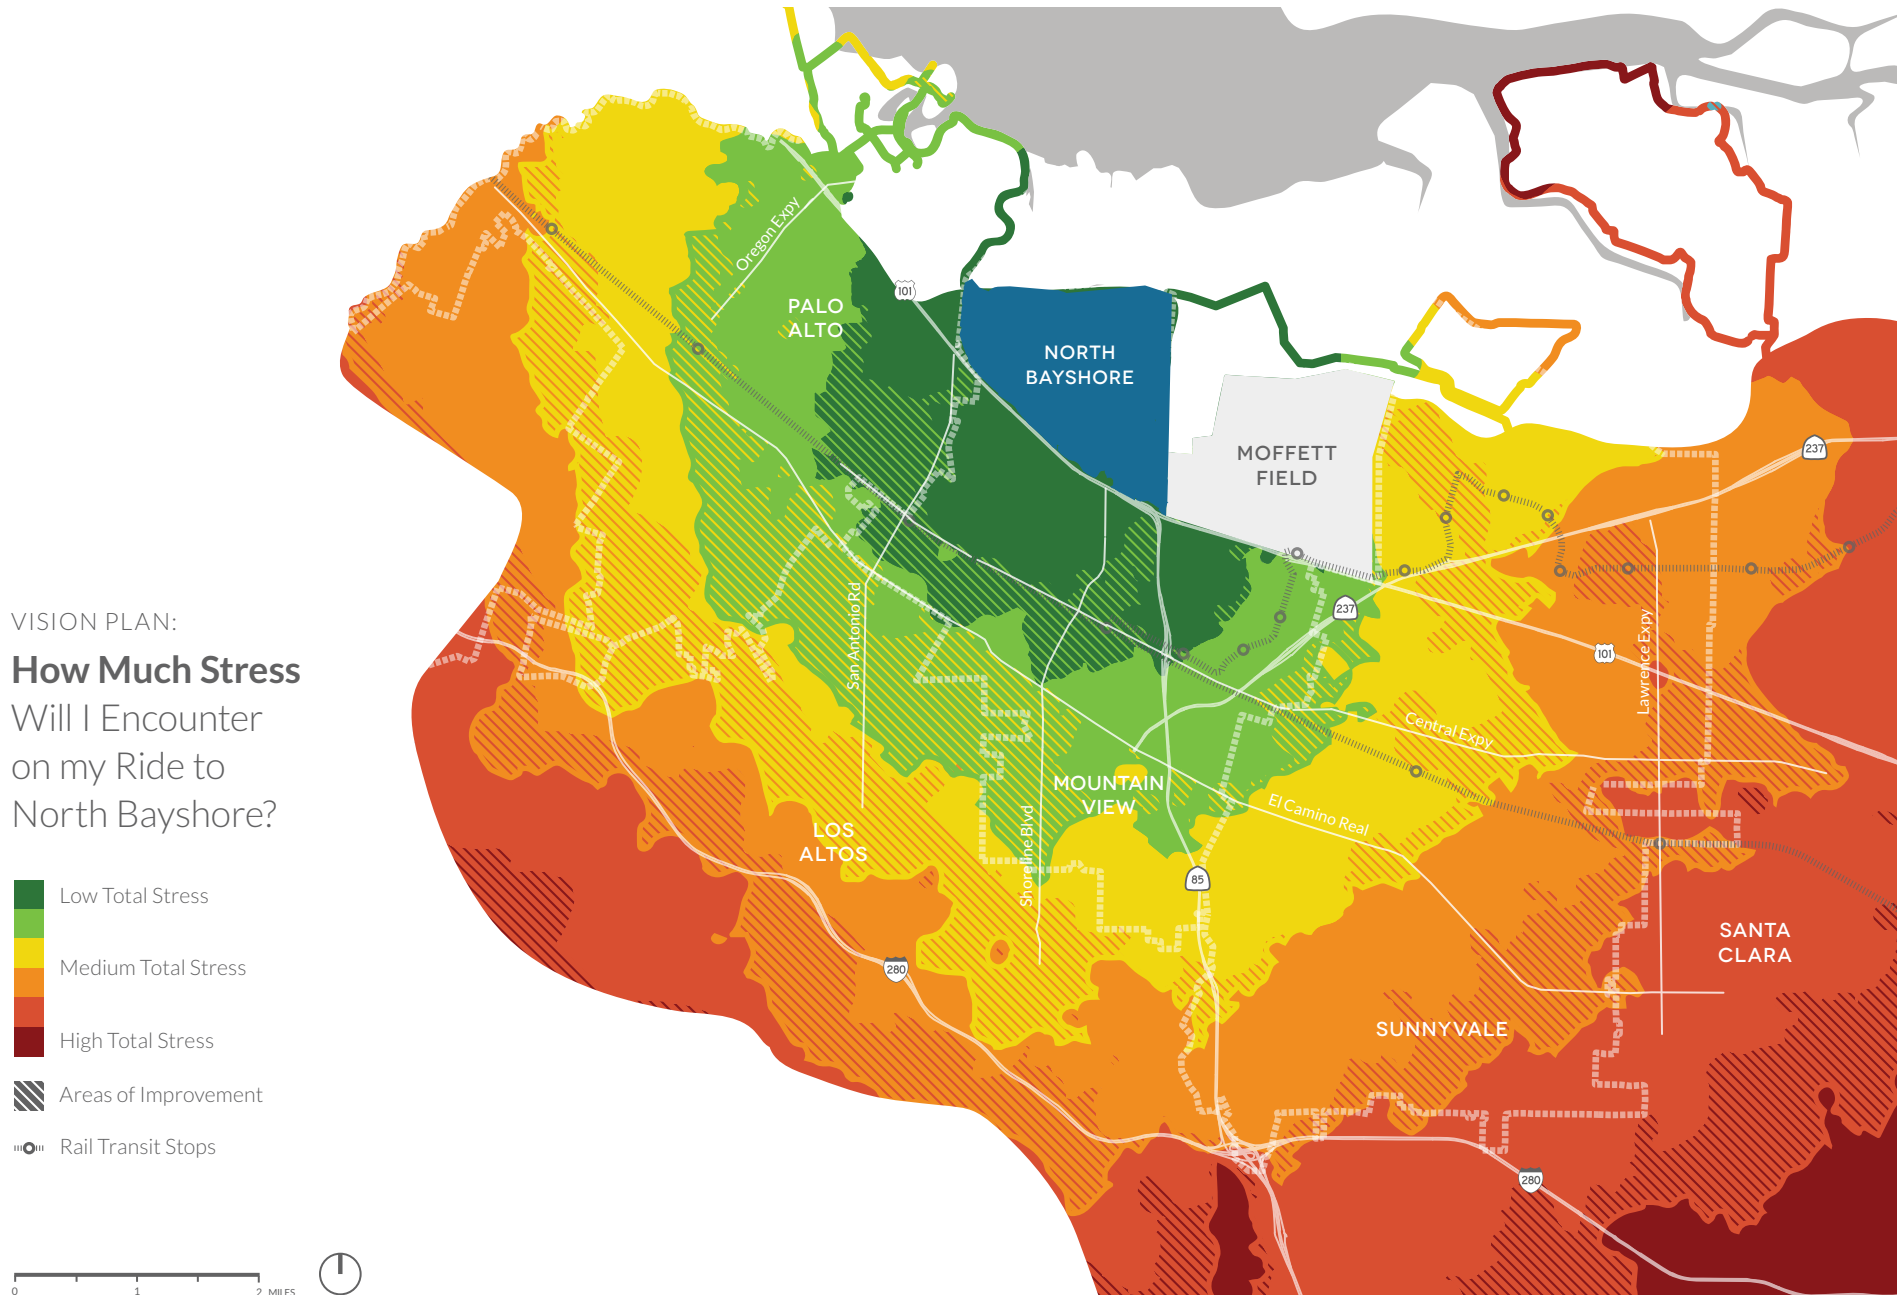 VISION PLAN:
How Much Stress
Will I Encounter
on my Ride to
North Bayshore?
Low Total Stress
Medium Total Stress
High Total Stress
Areas of Improvement
Rail Transit Stops
0 1 2 MILES
Oregon Expy
101
PALO
ALTO
NORTH
BAYSHORE
MOFFETT
FIELD
237
237
101
San Antonio Rd
Lawrence Expy
Central Expy
MOUNTAIN
VIEW
El Camino Real
LOS
ALTOS
Shoreline Blvd
85
280
SANTA
CLARA
SUNNYVALE
280